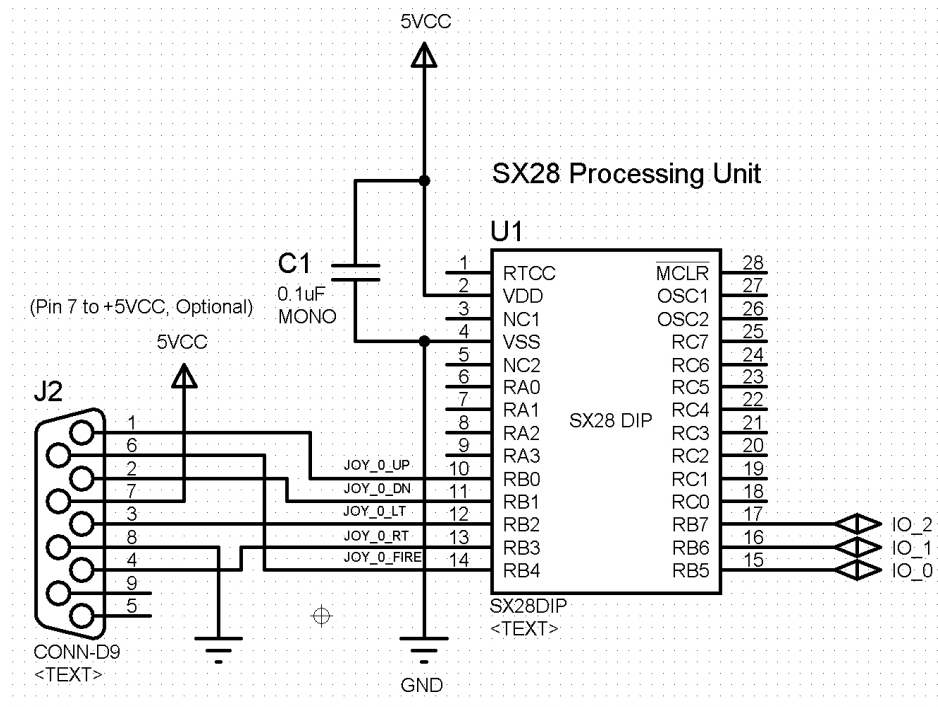 5VCC
SX28 Processing Unit
U1
C1
0.1uF
MONO
(Pin 7 to +5VCC, Optional)
5VCC
J2
1
6
2
7
3
8
4
9
5
CONN-D9
<TEXT>
JOY_0_UP
JOY_0_DN
JOY_0_LT
JOY_0_RT
JOY_0_FIRE
1 RTCC
2 VDD
3 NC1
4 VSS
5 NC2
6 RA0
7 RA1
8 RA2
9 RA3
10 RB0
11 RB1
12 RB2
13 RB3
14 RB4
SX28 DIP
MCLR 28
OSC1 27
OSC2 26
RC7 25
RC6 24
RC5 23
RC4 22
RC3 21
RC2 20
RC1 19
RC0 18
RB7 17 IO_2
RB6 16 IO_1
RB5 15 IO_0
SX28DIP
<TEXT>
GND